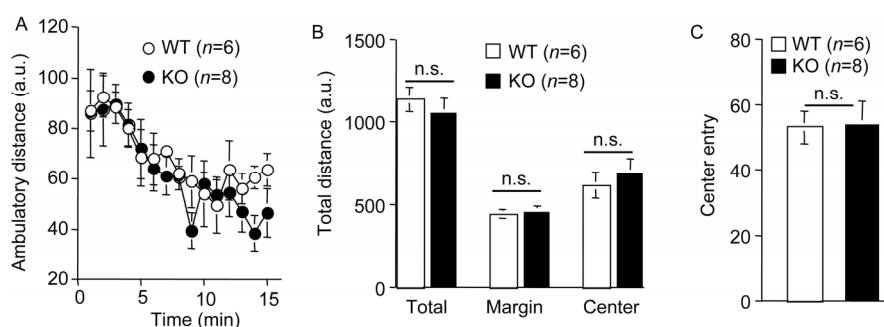 A
Ambulatory distance (a.u.)
120
100
80
60
40
20
WT (n=6)
KO (n=8)
0
5
10
15
Time (min)
B
Total distance (a.u.)
1500
1000
500
0
WT (n=6)
KO (n=8)
n.s.
n.s.
n.s.
Total
Margin
Center
C
Center entry
80
60
40
20
0
WT (n=6)
KO (n=8)
n.s.